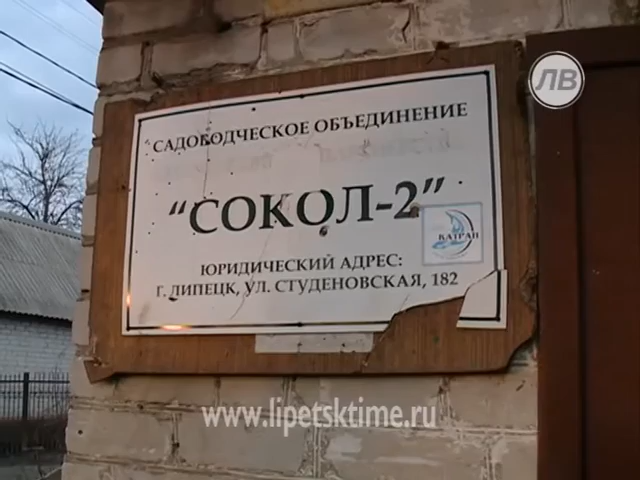 ЛВ
САДОВОДЧЕСКОЕ ОБЪЕДИНЕНИЕ
"СОКОЛ-2"
КАТРАН
ЮРИДИЧЕСКИЙ АДРЕС:
Г. ЛИПЕЦК, УЛ. СТУДЕНОВСКАЯ, 182
www.lipetsktime.ru